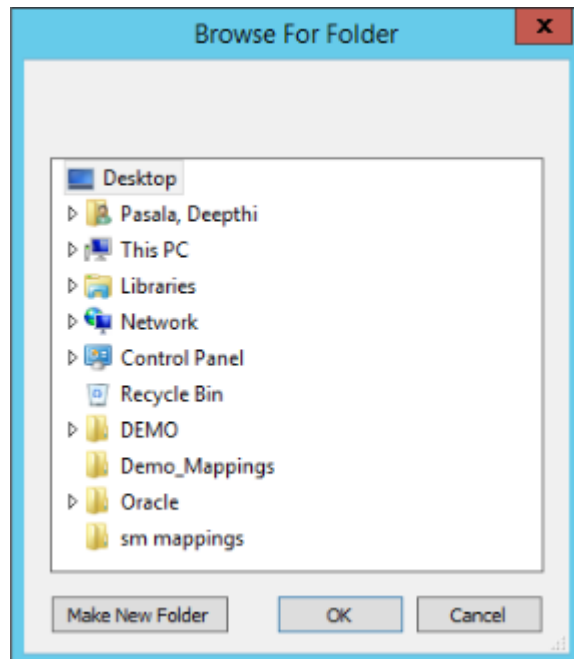 Browse For Folder
x
Desktop
Pasala, Deepthi
This PC
Libraries
Network
Control Panel
Recycle Bin
DEMO
Demo_Mappings
Oracle
sm mappings
Make New Folder OK Cancel